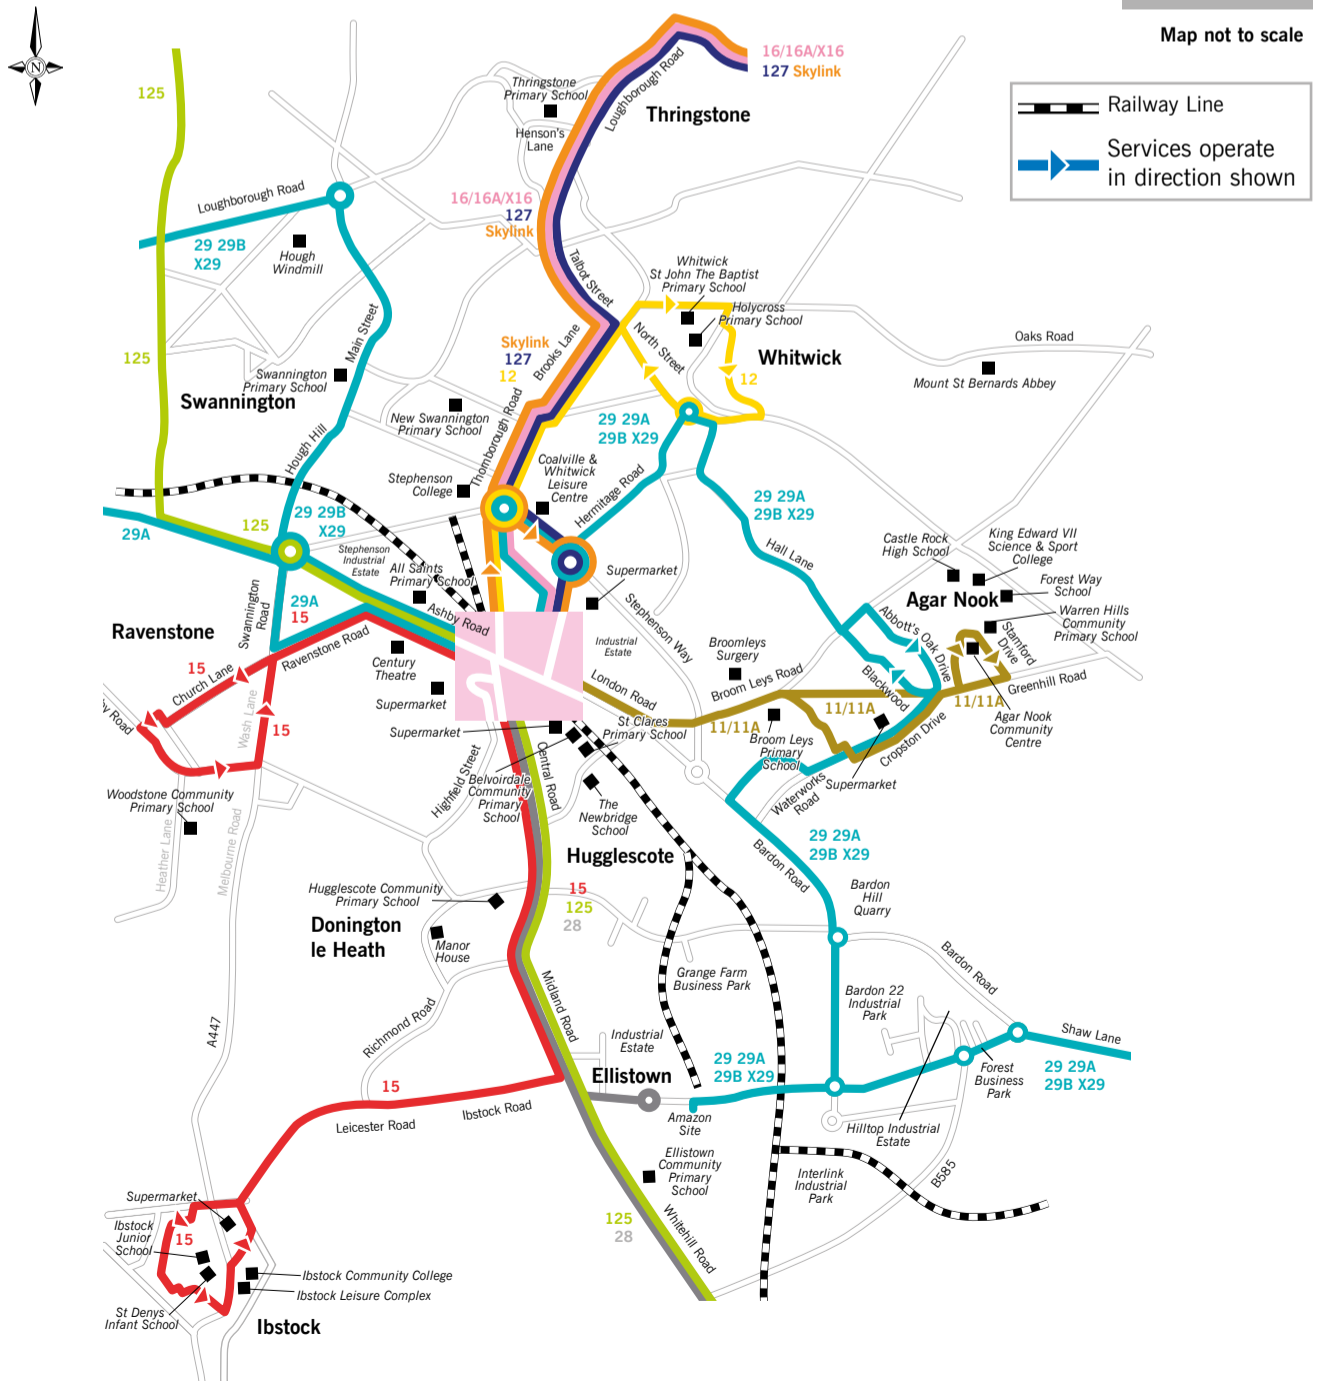 Map not to scale
N
Railway Line
Services operate
in direction shown
16/16A/X16
127 Skylink
125
Thringstone
Primary School
Henson's
Lane
Loughborough Road
Thringstone
Loughborough Road
29 29B
X29
Hough
Windmill
16/16A/X16
127
Skylink
Talbot Street
Whitwick
St John The Baptist
Primary School
Holycross
Primary School
North Street
Whitwick
12
Oaks Road
Mount St Bernards Abbey
125
Main Street
Swannington
Primary School
Swannington
Skylink
127
12
Brooks Lane
New Swannington
Primary School
Thornborough Road
29 29A
29B X29
Hough Hill
Stephenson
College
Coalville &
Whitwick
Leisure
Centre
Hermitage Road
29 29A
29B X29
29A
125
29 29B
X29
Stephenson
Industrial
Estate
All Saints
Primary School
Ashby Road
Supermarket
Stephenson Way
Hall Lane
Castle Rock
High School
King Edward VII
Science & Sport
College
Forest Way
School
Agar Nook
Warren Hills
Community
Primary School
Abbott's Oak Drive
Stamford
Drive
Greenhill Road
Blackwood
Ravenstone
Swannington
Road
29A
15
Ravenstone Road
15
Church Lane
Century
Theatre
Supermarket
Industrial
Estate
Broomleys
Surgery
London Road
Broom Leys Road
11/11A
11/11A
11/11A
Agar Nook
Community
Centre
by Road
Wash Lane
15
Supermarket
St Clares
Primary School
Broom Leys
Primary
School
Cropston Drive
Supermarket
Waterworks
Road
Highfield Street
Central Road
Belvoirdale
Community
Primary
School
The
Newbridge
School
Woodstone Community
Primary School
Heather Lane
Melbourne Road
Hugglescote
Bardon Road
29 29A
29B X29
Bardon
Hill
Quarry
Hugglescote Community
Primary School
15
125
28
Donington
le Heath
Manor
House
Grange Farm
Business Park
Bardon Road
Midland Road
Bardon 22
Industrial
Park
A447
Richmond Road
Industrial
Estate
Ellistown
29 29A
29B X29
Shaw Lane
29 29A
29B X29
Forest
Business
Park
15
Leicester Road
Ibstock Road
Amazon
Site
Hilltop Industrial
Estate
Ellistown
Community
Primary
School
Interlink
Industrial
Park
B585
Supermarket
Ibstock
Junior
School
15
125
28
Whitehill Road
Ibstock Community College
Ibstock Leisure Complex
St Denys
Infant School
Ibstock